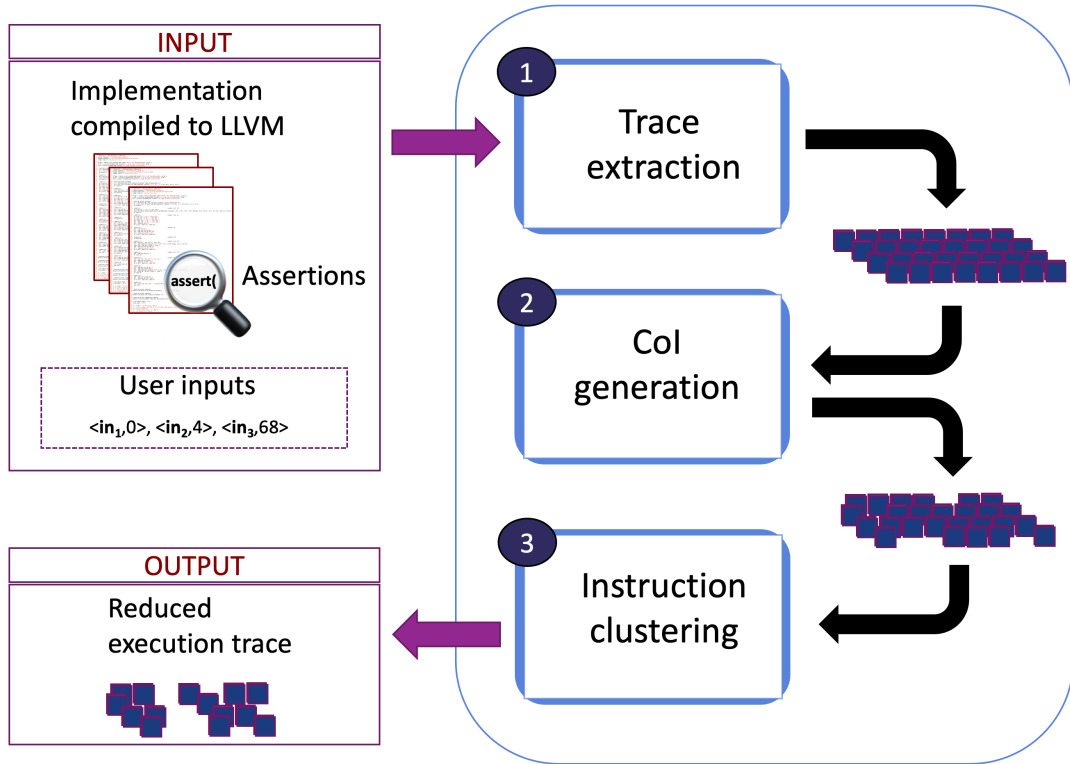 INPUT
Implementation
compiled to LLVM
assert(
Assertions
User inputs
<in₁,0>, <in₂,4>, <in₃,68>
1
Trace
extraction
2
CoI
generation
3
Instruction
clustering
OUTPUT
Reduced
execution trace